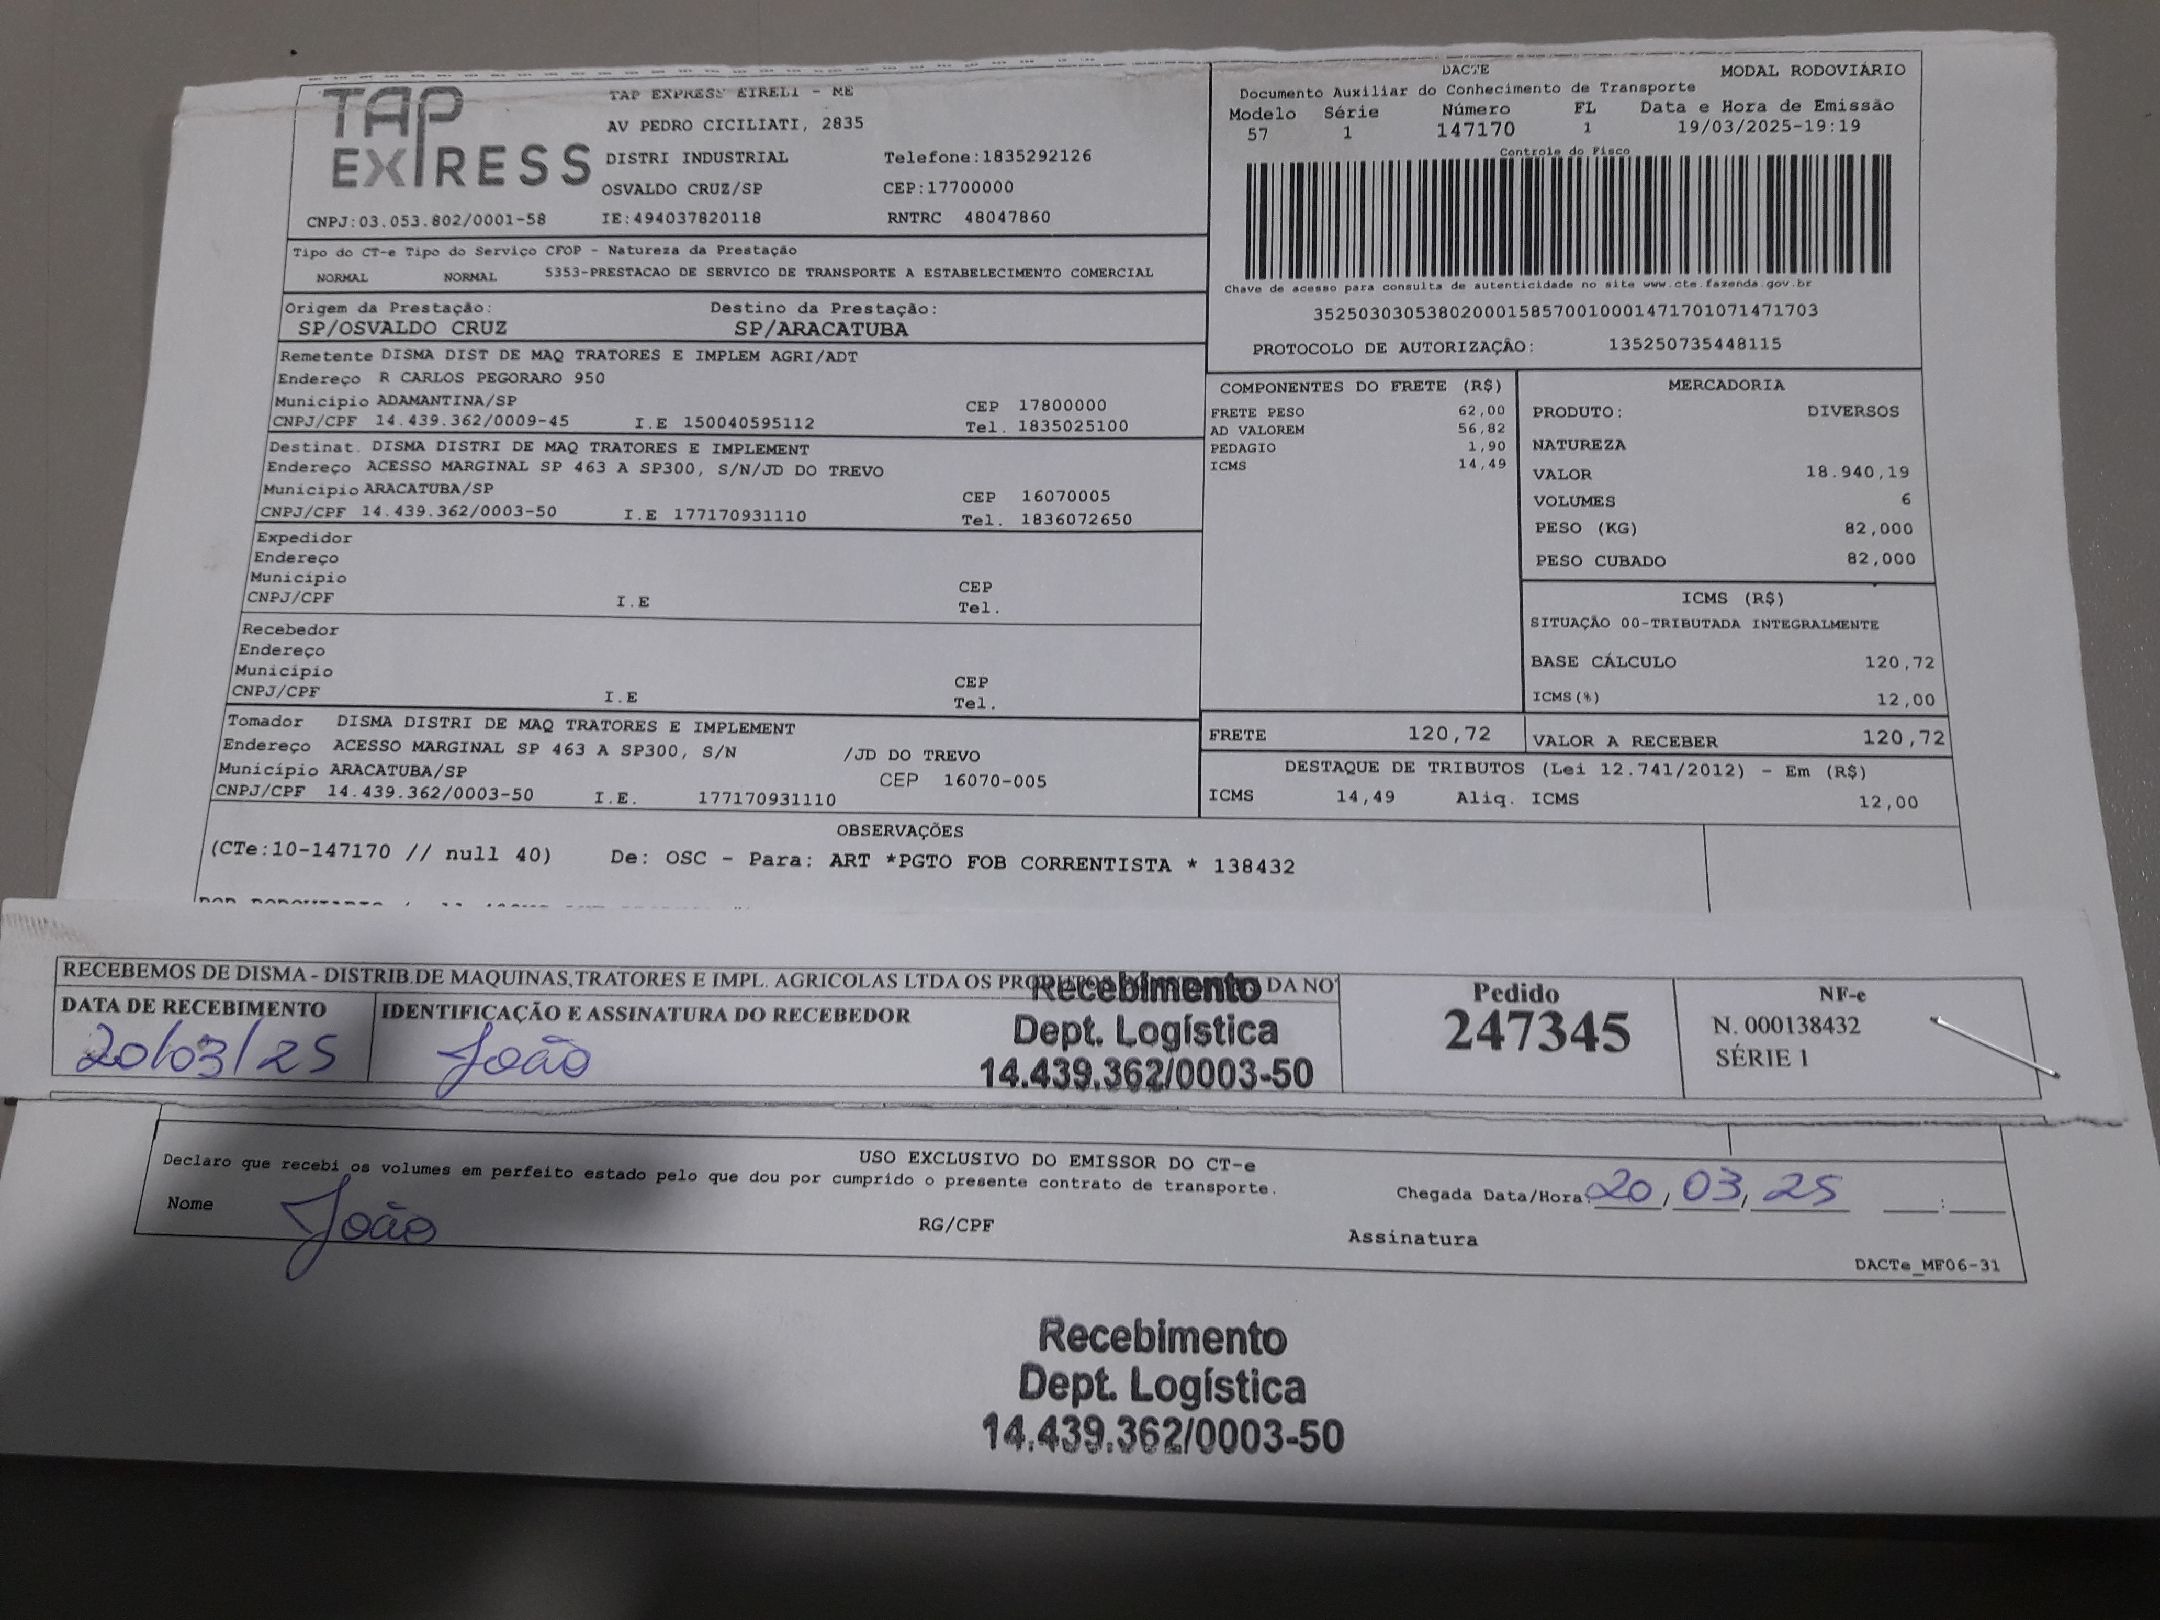 TAP EXPRESS
TAP EXPRESS EIRELI - ME
AV PEDRO CICILIATI, 2835
DISTRI INDUSTRIAL Telefone:1835292126
OSVALDO CRUZ/SP CEP:17700000
CNPJ:03.053.802/0001-58 IE:494037820118 RNTRC 48047860
DACTE MODAL RODOVIÁRIO
Documento Auxiliar do Conhecimento de Transporte
Modelo Série Número FL Data e Hora de Emissão
57 1 147170 1 19/03/2025-19:19
Controle do Fisco
Chave de acesso para consulta de autenticidade no site www.cte.fazenda.gov.br
35250303053802000158570010001471701071471703
PROTOCOLO DE AUTORIZAÇÃO: 135250735448115
Tipo do CT-e Tipo do Serviço CFOP - Natureza da Prestação
NORMAL NORMAL 5353-PRESTACAO DE SERVICO DE TRANSPORTE A ESTABELECIMENTO COMERCIAL
Origem da Prestação: Destino da Prestação:
SP/OSVALDO CRUZ SP/ARACATUBA
Remetente DISMA DIST DE MAQ TRATORES E IMPLEM AGRI/ADT
Endereço R CARLOS PEGORARO 950
Município ADAMANTINA/SP CEP 17800000
CNPJ/CPF 14.439.362/0009-45 I.E 150040595112 Tel. 1835025100
Destinat. DISMA DISTRI DE MAQ TRATORES E IMPLEMENT
Endereço ACESSO MARGINAL SP 463 A SP300, S/N/JD DO TREVO
Município ARACATUBA/SP CEP 16070005
CNPJ/CPF 14.439.362/0003-50 I.E 177170931110 Tel. 1836072650
Expedidor
Endereço
Município CEP
CNPJ/CPF I.E Tel.
Recebedor
Endereço
Município CEP
CNPJ/CPF I.E Tel.
Tomador DISMA DISTRI DE MAQ TRATORES E IMPLEMENT
Endereço ACESSO MARGINAL SP 463 A SP300, S/N /JD DO TREVO
Município ARACATUBA/SP CEP 16070-005
CNPJ/CPF 14.439.362/0003-50 I.E. 177170931110
COMPONENTES DO FRETE (R$)
FRETE PESO 62,00
AD VALOREM 56,82
PEDAGIO 1,90
ICMS 14,49
MERCADORIA
PRODUTO: DIVERSOS
NATUREZA
VALOR 18.940,19
VOLUMES 6
PESO (KG) 82,000
PESO CUBADO 82,000
ICMS (R$)
SITUAÇÃO 00-TRIBUTADA INTEGRALMENTE
BASE CÁLCULO 120,72
ICMS(%) 12,00
FRETE 120,72 VALOR A RECEBER 120,72
DESTAQUE DE TRIBUTOS (Lei 12.741/2012) - Em (R$)
ICMS 14,49 Aliq. ICMS 12,00
OBSERVAÇÕES
(CTe:10-147170 // null 40) De: OSC - Para: ART *PGTO FOB CORRENTISTA * 138432
RECEBEMOS DE DISMA - DISTRIB.DE MAQUINAS,TRATORES E IMPL. AGRICOLAS LTDA OS DA NO
DATA DE RECEBIMENTO IDENTIFICAÇÃO E ASSINATURA DO RECEBEDOR
20/03/25 João
Recebimento
Dept. Logística
14.439.362/0003-50
Pedido
247345
NF-e
N. 000138432
SÉRIE 1
USO EXCLUSIVO DO EMISSOR DO CT-e
Declaro que recebi os volumes em perfeito estado pelo que dou por cumprido o presente contrato de transporte.
Chegada Data/Hora: 20/03/25 :
Nome João RG/CPF Assinatura
DACTe_MF06-31
Recebimento
Dept. Logística
14.439.362/0003-50